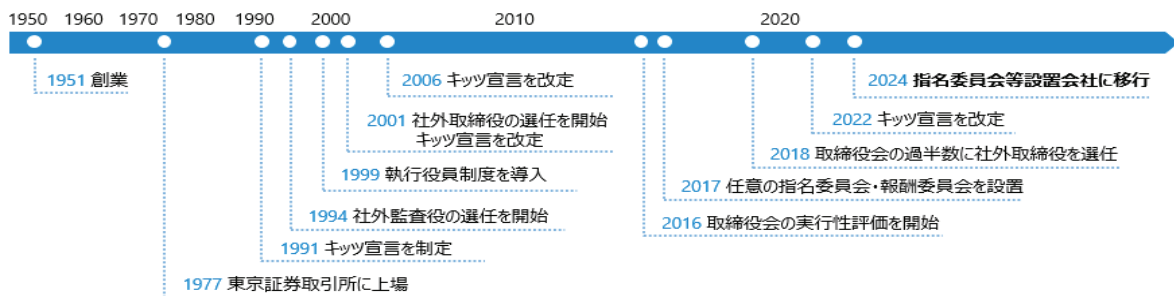 1950 1960 1970 1980 1990 2000 2010 2020
1951 創業
2006 キッツ宣言を改定
2024 指名委員会等設置会社に移行
2001 社外取締役の選任を開始
キッツ宣言を改定
2022 キッツ宣言を改定
2018 取締役会の過半数に社外取締役を選任
1999 執行役員制度を導入
2017 任意の指名委員会・報酬委員会を設置
1994 社外監査役の選任を開始
2016 取締役会の実行性評価を開始
1991 キッツ宣言を制定
1977 東京証券取引所に上場